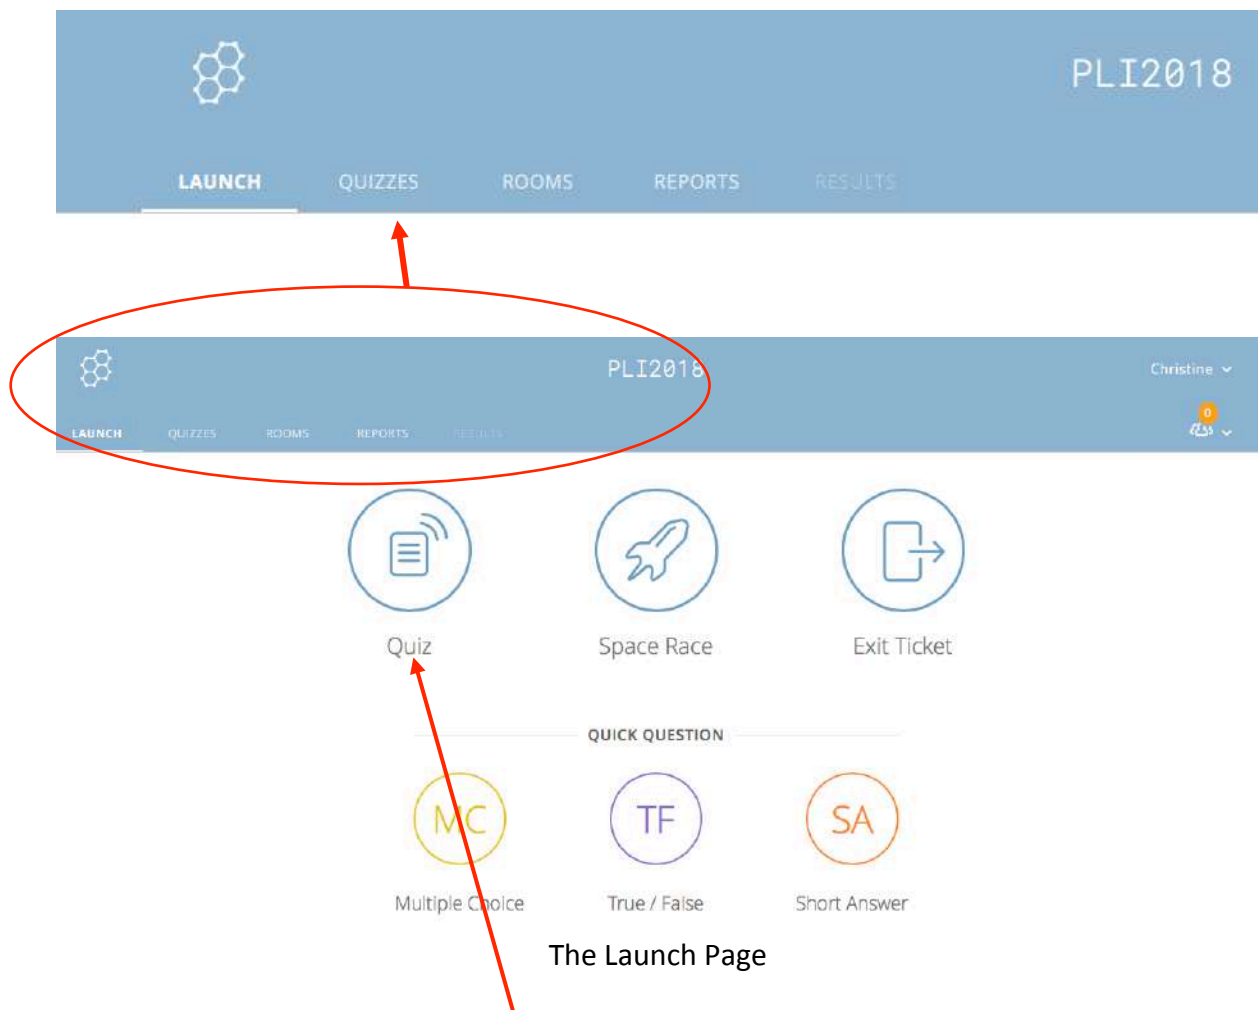 PLI2018
LAUNCH QUIZZES ROOMS REPORTS RESULTS
PLI2018 Christine
0
LAUNCH QUIZZES ROOMS REPORTS RESULTS
Quiz Space Race Exit Ticket
QUICK QUESTION
MC TF SA
Multiple Choice True / False Short Answer
The Launch Page